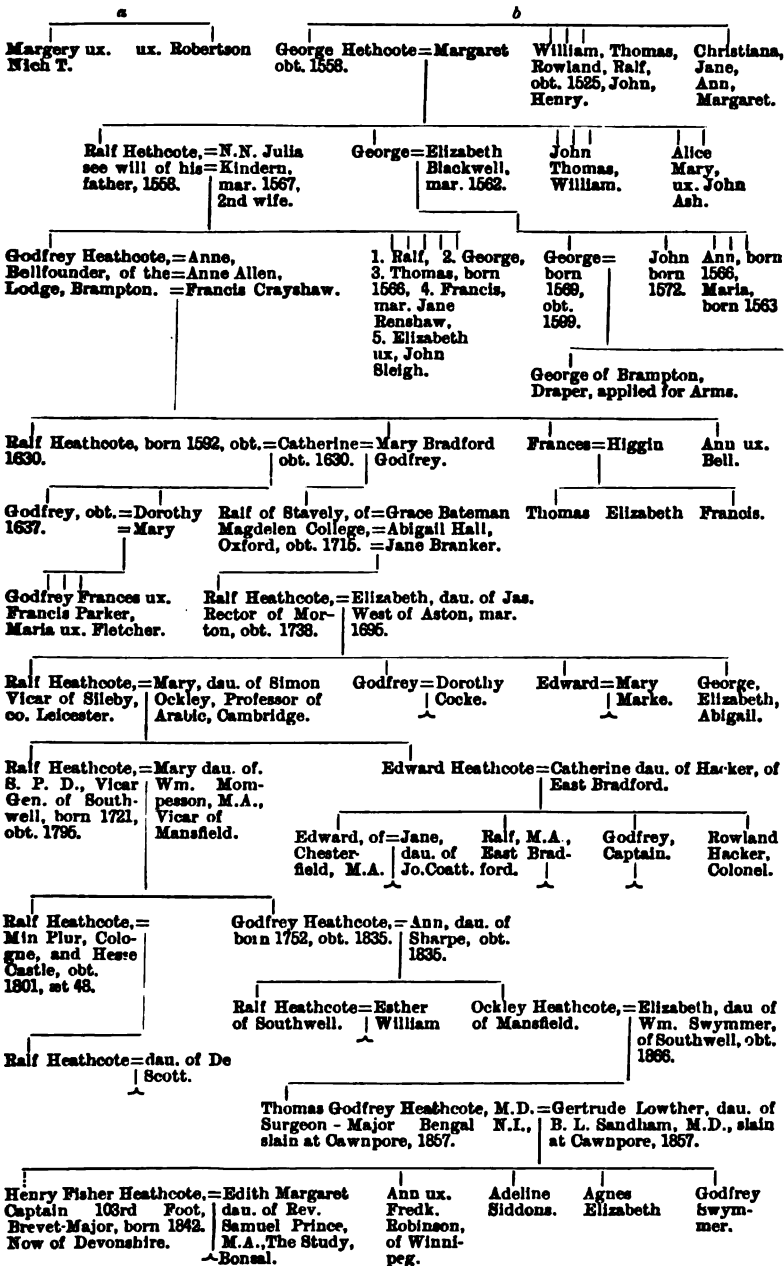 a b
Margery ux. ux. Robertson George Hethcote=Margaret William, Thomas, Christiana,
Nich T. obt. 1558. Rowland, Ralf, Jane,
obt. 1525, John, Ann,
Henry. Margaret.
Ralf Hethcote,=N.N. Julia George=Elizabeth John Alice
see will of his=Kindern, Blackwell, Thomas, Mary,
father, 1558. mar. 1567, mar. 1562. William. ux. John
2nd wife. Ash.
Godfrey Heathcote,=Anne, 1. Ralf, 2. George, George= John Ann, born
Bellfounder, of the=Anne Allen, 3. Thomas, born born born 1566,
Lodge, Brampton. =Francis Crayshaw. 1566, 4. Francis, 1569, 1572. Maria,
mar. Jane obt. born 1563
Renshaw, 1599.
5. Elizabeth
ux, John
Sleigh.
George of Brampton,
Draper, applied for Arms.
Ralf Heathcote, born 1592, obt.=Catherine=Mary Bradford Frances=Higgin Ann ux.
1630. obt. 1630. Godfrey. Bell.
Godfrey, obt.=Dorothy Ralf of Stavely, of=Grace Bateman Thomas Elizabeth Francis.
1637. =Mary Magdelen College,=Abigail Hall,
Oxford, obt. 1715. =Jane Branker.
Godfrey Frances ux. Ralf Heathcote,=Elizabeth, dau. of Jas.
Francis Parker, Rector of Mor- West of Aston, mar.
Maria ux. Fletcher. ton, obt. 1738. 1695.
Ralf Heathcote,=Mary, dau. of Simon Godfrey=Dorothy Edward=Mary George,
Vicar of Sileby, Ockley, Professor of Cocke. Marke. Elizabeth,
co. Leicester. Arabic, Cambridge. Abigail.
Ralf Heathcote,=Mary dau. of. Edward Heathcote=Catherine dau. of Hacker, of
S. P. D., Vicar Wm. Mom- East Bradford.
Gen. of South- pesson, M.A.,
well, born 1721, Vicar of
obt. 1795. Mansfield.
Edward, of=Jane, Ralf, M.A., Godfrey, Rowland
Chester- dau. of East Brad- Captain. Hacker,
field, M.A. Jo.Coatt. ford. Colonel.
Ralf Heathcote,= Godfrey Heathcote,=Ann, dau. of
Min Plur, Colo- born 1752, obt. 1835. Sharpe, obt.
gne, and Hesse 1835.
Castle, obt.
1801, æt 48.
Ralf Heathcote=Esther Ockley Heathcote,=Elizabeth, dau of
of Southwell. William of Mansfield. Wm. Swymmer,
of Southwell, obt.
1866.
Ralf Heathcote=dau. of De
Scott.
Thomas Godfrey Heathcote, M.D.=Gertrude Lowther, dau. of
Surgeon - Major Bengal N.I., B. L. Sandham, M.D., slain
slain at Cawnpore, 1857. at Cawnpore, 1857.
Henry Fisher Heathcote,=Edith Margaret Ann ux. Adeline Agnes Godfrey
Captain 103rd Foot, dau. of Rev. Fredk. Siddons. Elizabeth Swym-
Brevet-Major, born 1842. Samuel Prince, Robinson, mer.
Now of Devonshire. M.A.,The Study, of Winni-
Bonsal. peg.